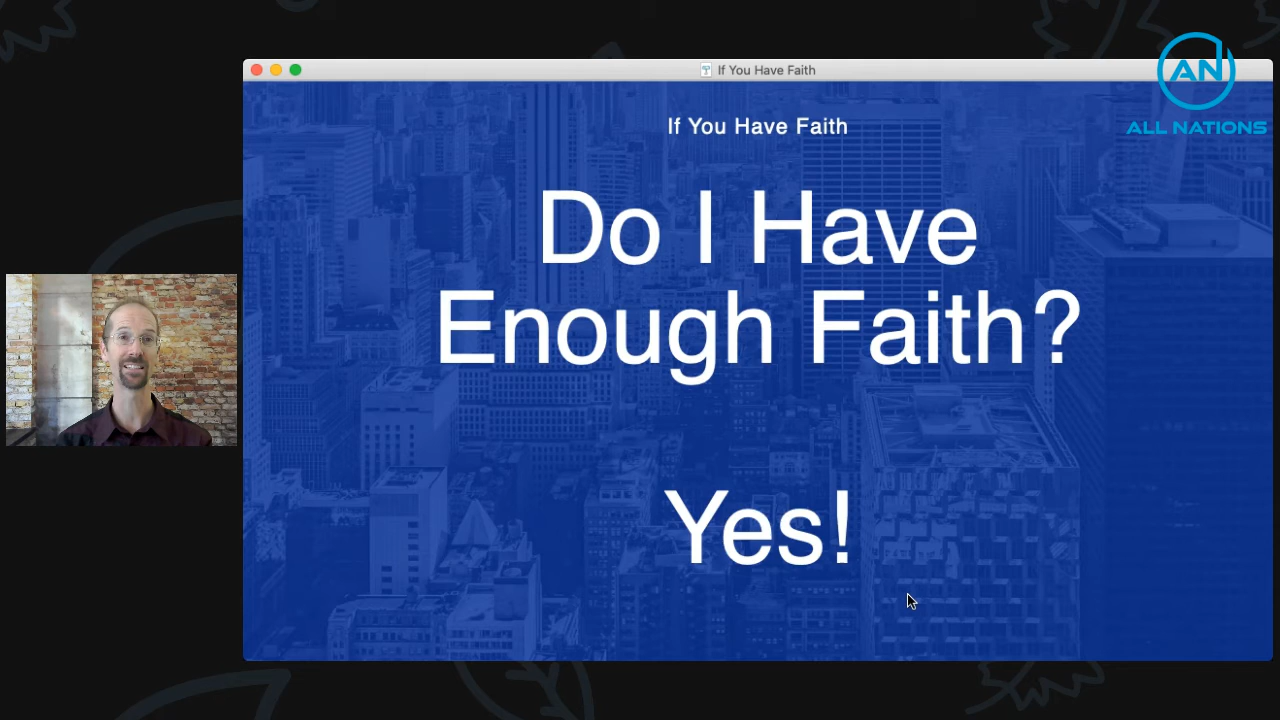 If You Have Faith
AN
ALL NATIONS
If You Have Faith
Do I Have
Enough Faith?
Yes!